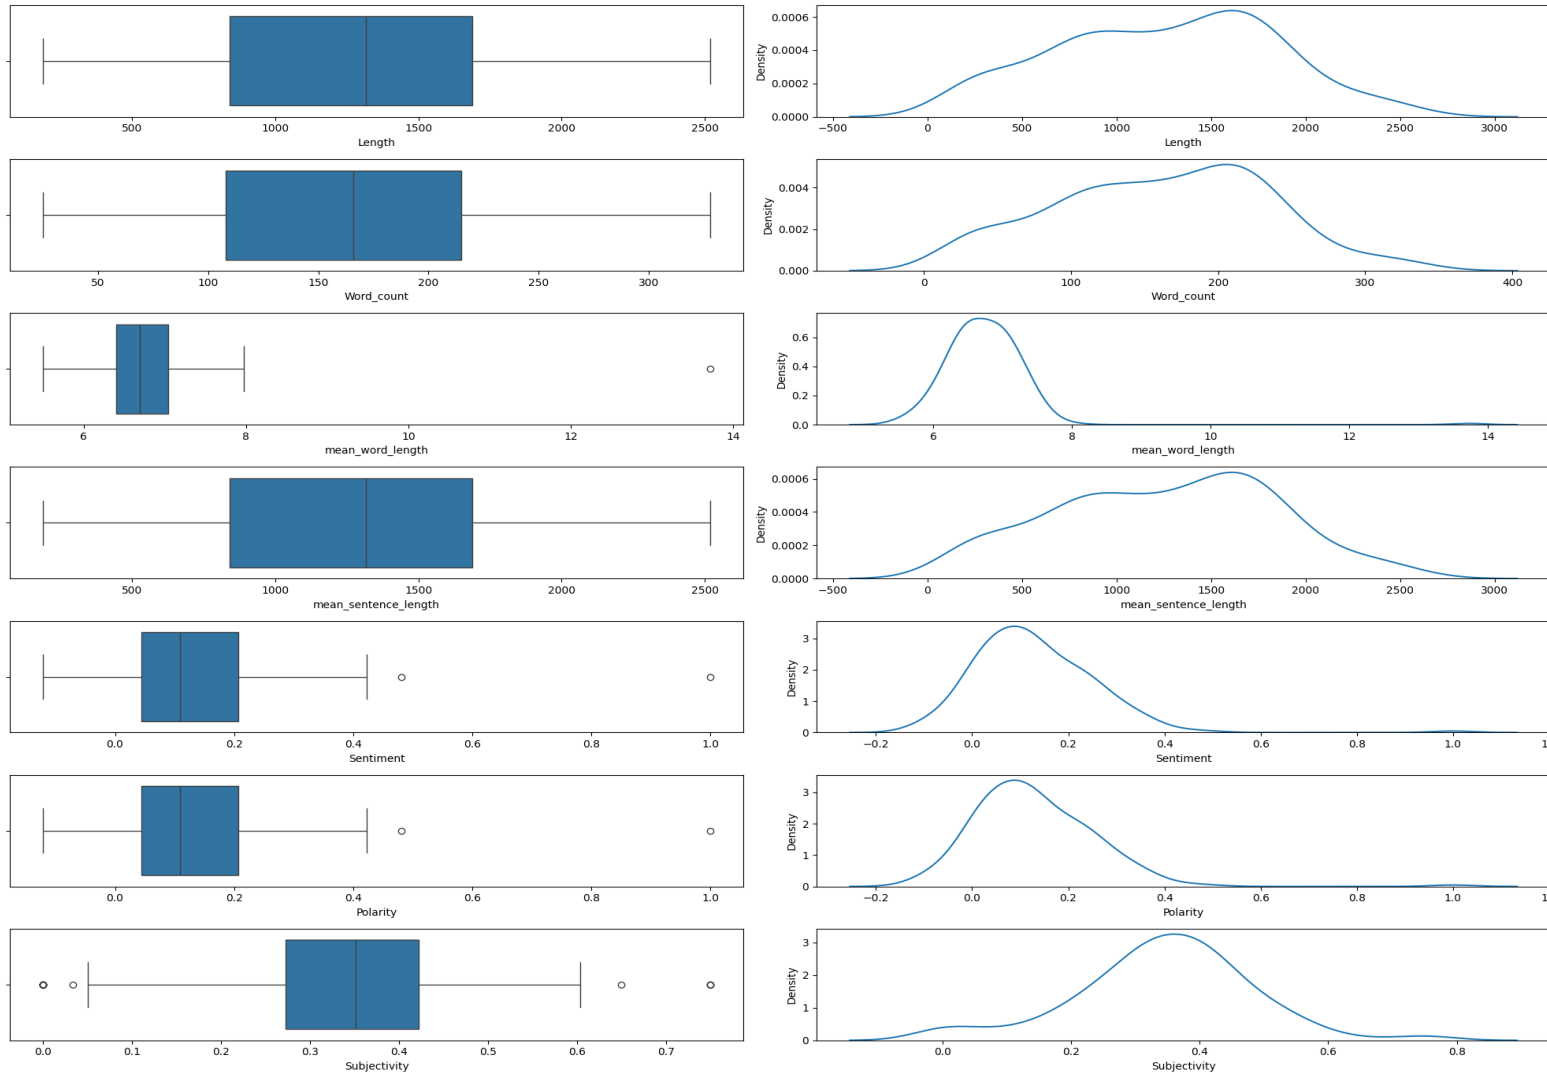 500 1000 1500 2000 2500
Length
Density
0.0000 0.0002 0.0004 0.0006
−500 0 500 1000 1500 2000 2500 3000
Length
50 100 150 200 250 300
Word_count
Density
0.000 0.002 0.004
0 100 200 300 400
Word_count
6 8 10 12 14
mean_word_length
Density
0.0 0.2 0.4 0.6
6 8 10 12 14
mean_word_length
500 1000 1500 2000 2500
mean_sentence_length
Density
0.0000 0.0002 0.0004 0.0006
−500 0 500 1000 1500 2000 2500 3000
mean_sentence_length
0.0 0.2 0.4 0.6 0.8 1.0
Sentiment
Density
0 1 2 3
−0.2 0.0 0.2 0.4 0.6 0.8 1.0
Sentiment
0.0 0.2 0.4 0.6 0.8 1.0
Polarity
Density
0 1 2 3
−0.2 0.0 0.2 0.4 0.6 0.8 1.0
Polarity
0.0 0.1 0.2 0.3 0.4 0.5 0.6 0.7
Subjectivity
Density
0 1 2 3
0.0 0.2 0.4 0.6 0.8
Subjectivity